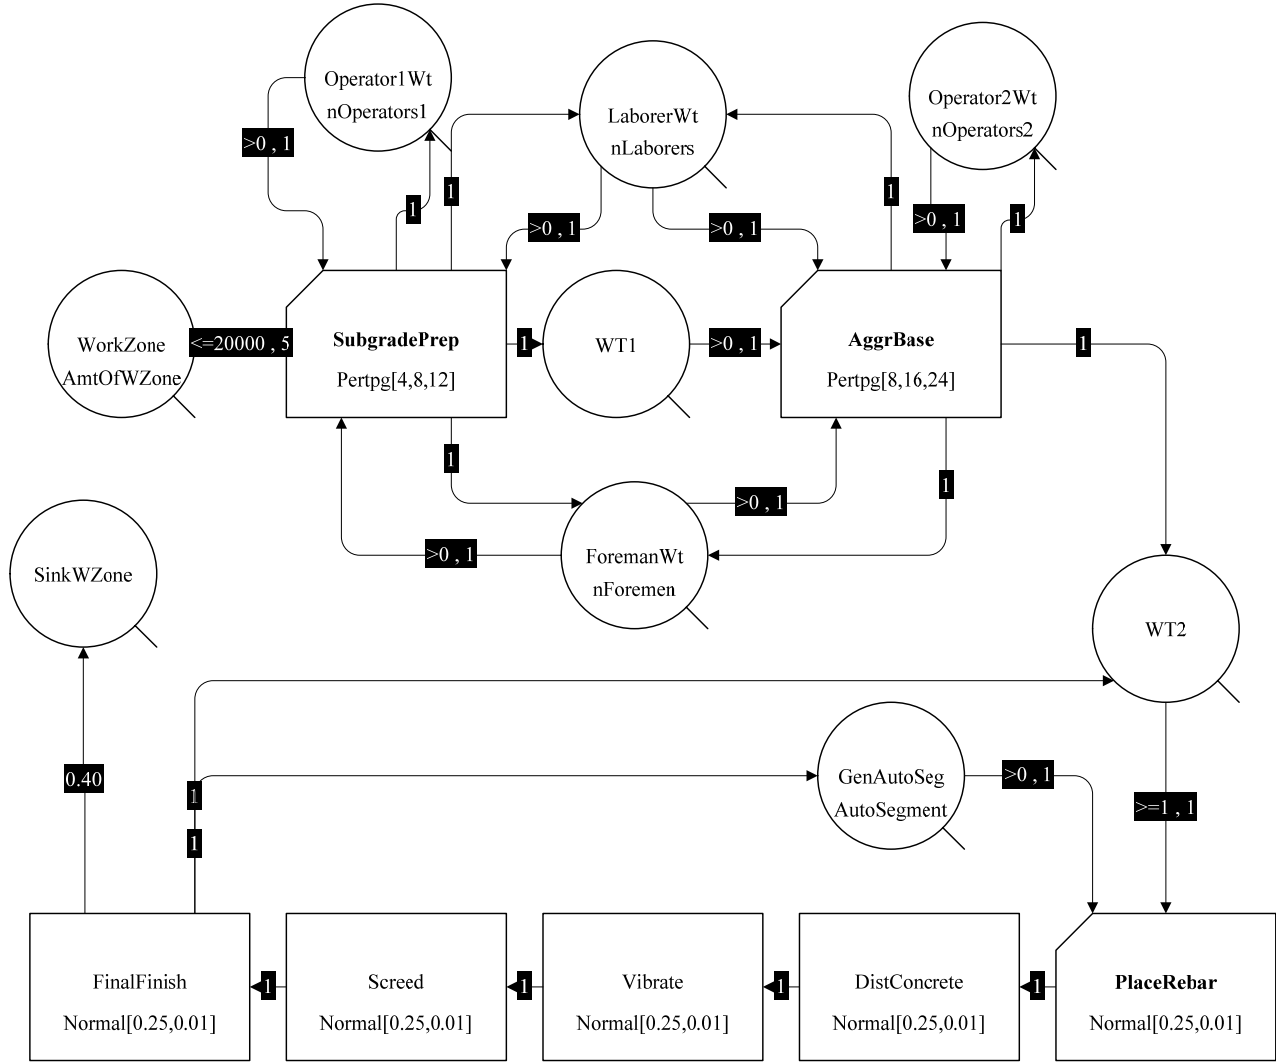 Operator1Wt
nOperators1
LaborerWt
nLaborers
Operator2Wt
nOperators2
>0 , 1
1
1
>0 , 1
>0 , 1
1
>0 , 1
1
WorkZone
AmtOfWZone
<=20000 , 5
SubgradePrep
Pertpg[4,8,12]
1
WT1
>0 , 1
AggrBase
Pertpg[8,16,24]
1
1
>0 , 1
1
>0 , 1
ForemanWt
nForemen
SinkWZone
WT2
0.40
1
1
GenAutoSeg
AutoSegment
>0 , 1
>=1 , 1
FinalFinish
Normal[0.25,0.01]
1
Screed
Normal[0.25,0.01]
1
Vibrate
Normal[0.25,0.01]
1
DistConcrete
Normal[0.25,0.01]
1
PlaceRebar
Normal[0.25,0.01]